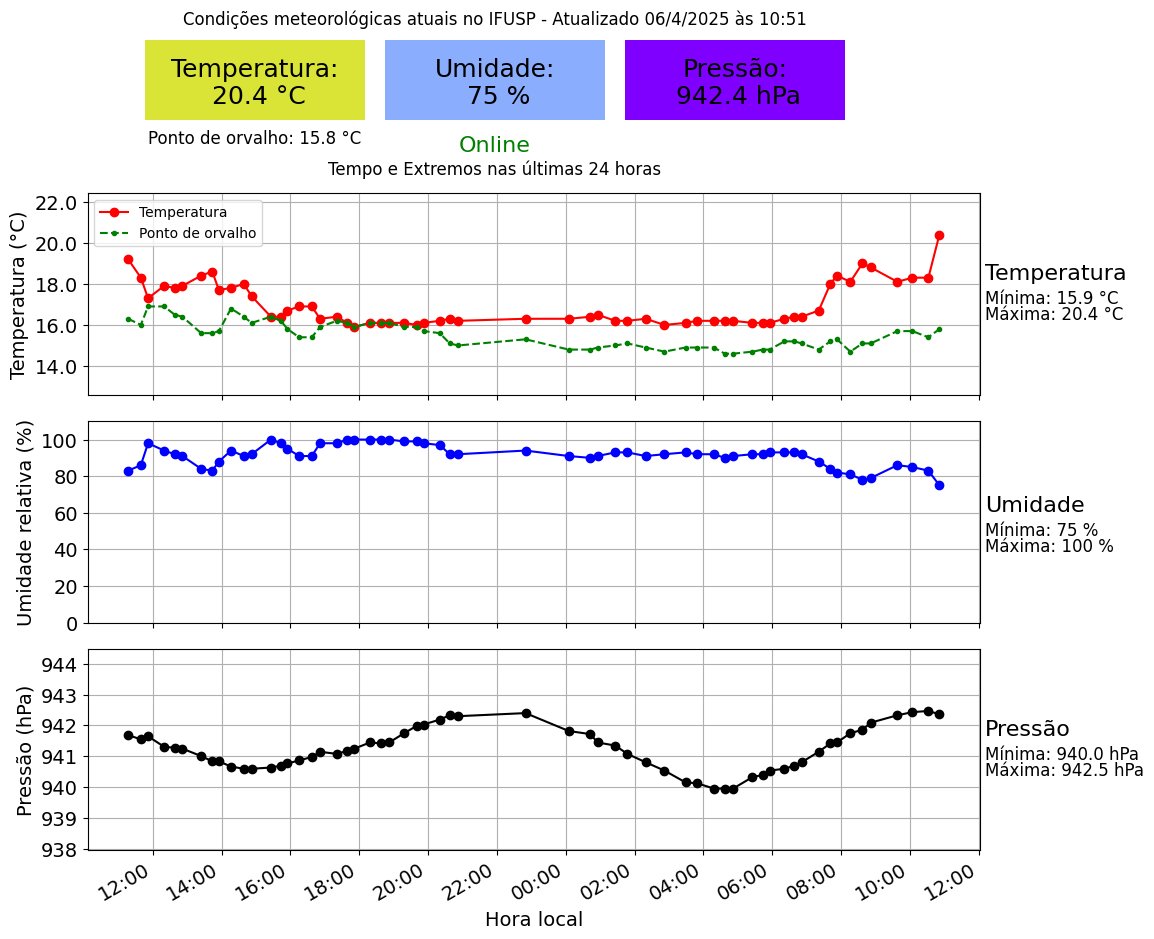 Condições meteorológicas atuais no IFUSP - Atualizado 06/4/2025 às 10:51
Temperatura:
20.4 °C
Umidade:
75 %
Pressão:
942.4 hPa
Ponto de orvalho: 15.8 °C
Online
Tempo e Extremos nas últimas 24 horas
Temperatura (°C)
22.0
20.0
18.0
16.0
14.0
Temperatura
Ponto de orvalho
Temperatura
Mínima: 15.9 °C
Máxima: 20.4 °C
Umidade relativa (%)
100
80
60
40
20
0
Umidade
Mínima: 75 %
Máxima: 100 %
Pressão (hPa)
944
943
942
941
940
939
938
Pressão
Mínima: 940.0 hPa
Máxima: 942.5 hPa
12:00 14:00 16:00 18:00 20:00 22:00 00:00 02:00 04:00 06:00 08:00 10:00 12:00
Hora local